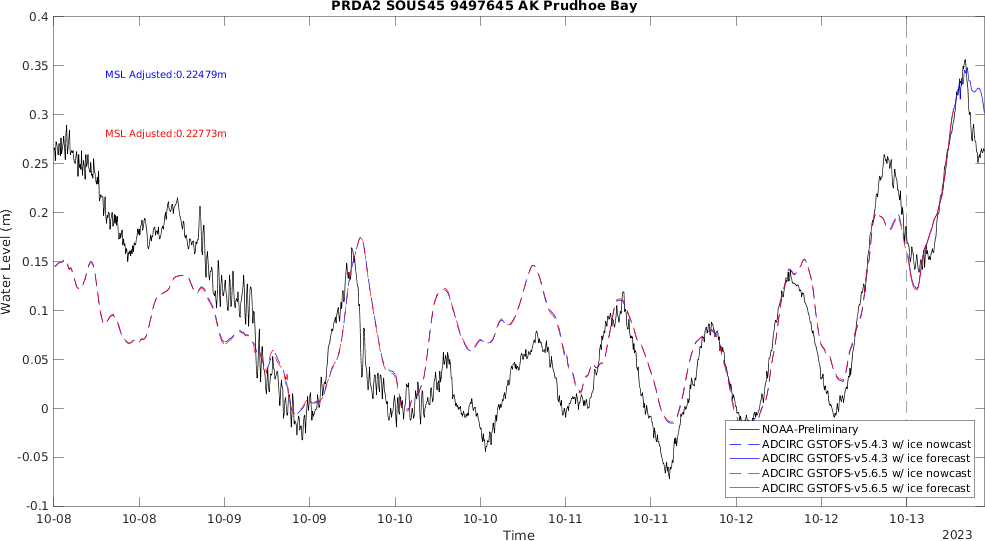 PRDA2 SOUS45 9497645 AK Prudhoe Bay
0.4
0.35
0.3
0.25
0.2
0.15
0.1
0.05
0
-0.05
-0.1
Water Level (m)
MSL Adjusted:0.22479m
MSL Adjusted:0.22773m
NOAA-Preliminary
ADCIRC GSTOFS-v5.4.3 w/ ice nowcast
ADCIRC GSTOFS-v5.4.3 w/ ice forecast
ADCIRC GSTOFS-v5.6.5 w/ ice nowcast
ADCIRC GSTOFS-v5.6.5 w/ ice forecast
10-08 10-08 10-09 10-09 10-10 10-10 10-11 10-11 10-12 10-12 10-13
Time
2023